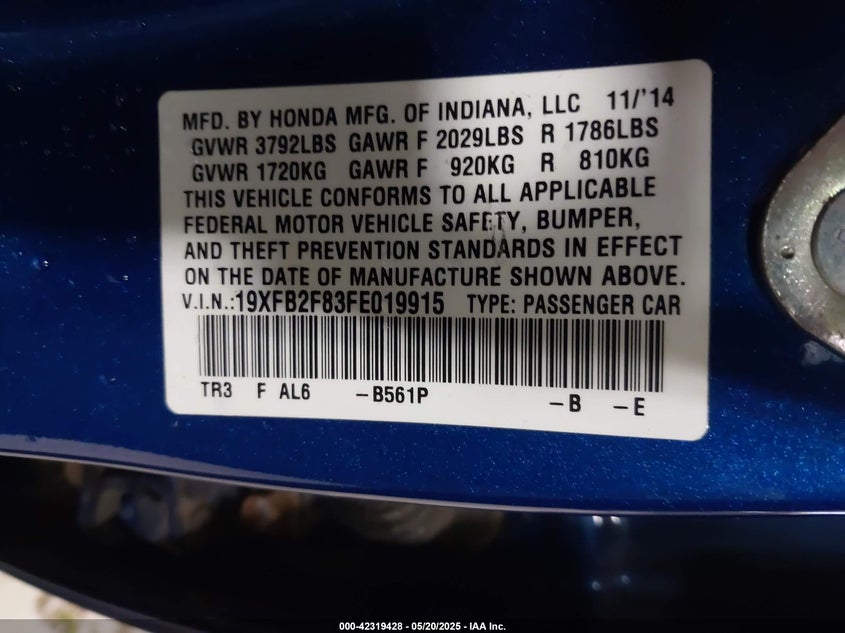 MFD. BY HONDA MFG. OF INDIANA, LLC 11/'14
GVWR 3792LBS GAWR F 2029LBS R 1786LBS
GVWR 1720KG GAWR F 920KG R 810KG
THIS VEHICLE CONFORMS TO ALL APPLICABLE
FEDERAL MOTOR VEHICLE SAFETY, BUMPER,
AND THEFT PREVENTION STANDARDS IN EFFECT
ON THE DATE OF MANUFACTURE SHOWN ABOVE.
V.I.N.:19XFB2F83FE019915 TYPE: PASSENGER CAR
TR3 F AL6 –B561P –B –E
000-42319428 - 05/20/2025 - IAA Inc.